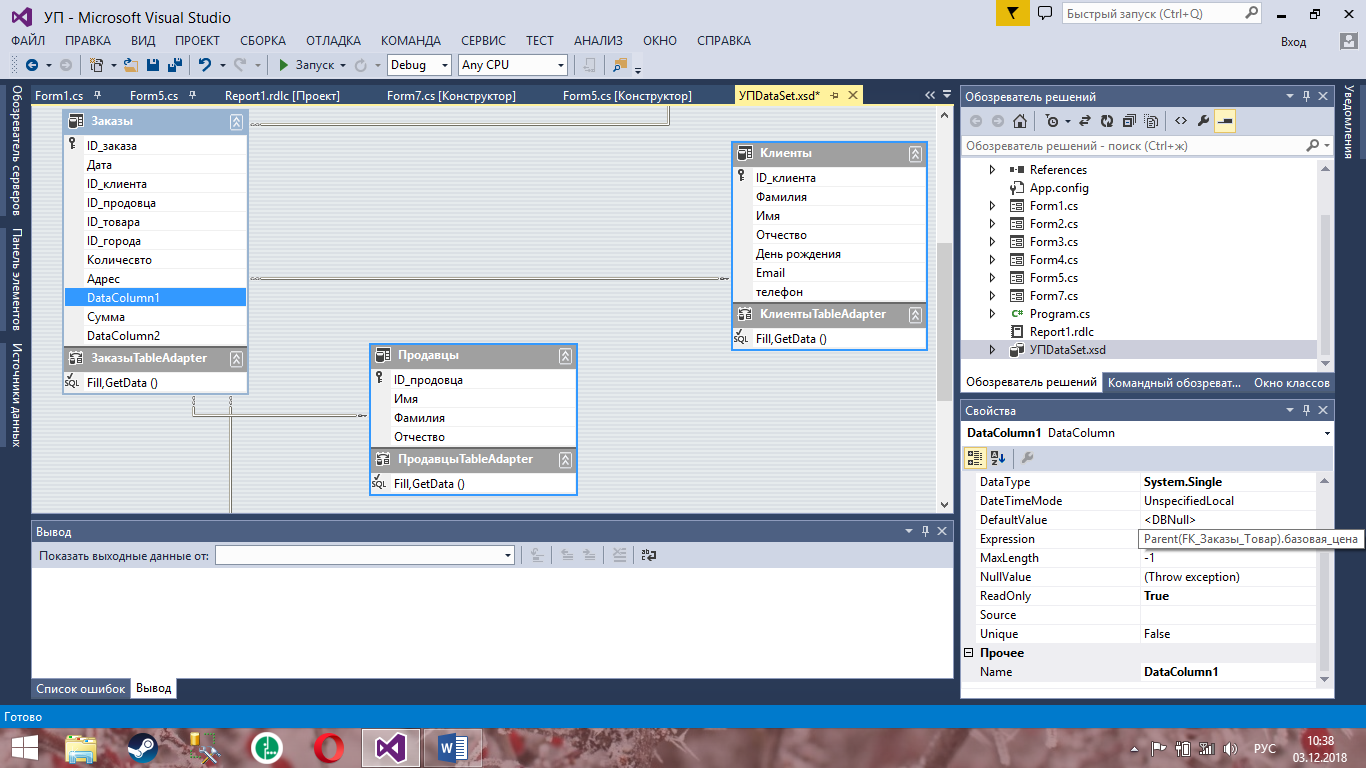 УП - Microsoft Visual Studio
Быстрый запуск (Ctrl+Q)
ФАЙЛ ПРАВКА ВИД ПРОЕКТ СБОРКА ОТЛАДКА КОМАНДА СЕРВИС ТЕСТ АНАЛИЗ ОКНО СПРАВКА
Вход
Запуск Debug Any CPU
Обозреватель серверов
Панель элементов
Источники данных
Form1.cs Form5.cs Report1.rdlc [Проект] Form7.cs [Конструктор] Form5.cs [Конструктор] УПDataSet.xsd*
Заказы
ID_заказа
Дата
ID_клиента
ID_продовца
ID_товара
ID_города
Количесвто
Адрес
DataColumn1
Сумма
DataColumn2
ЗаказыTableAdapter
SQL Fill,GetData ()
Продавцы
ID_продовца
Имя
Фамилия
Отчество
ПродавцыTableAdapter
SQL Fill,GetData ()
Клиенты
ID_клиента
Фамилия
Имя
Отчество
День рождения
Email
телефон
КлиентыTableAdapter
SQL Fill,GetData ()
Вывод
Показать выходные данные от:
Список ошибок Вывод
Обозреватель решений
Обозреватель решений - поиск (Ctrl+ж)
References
App.config
Form1.cs
Form2.cs
Form3.cs
Form4.cs
Form5.cs
Form7.cs
C# Program.cs
Report1.rdlc
УПDataSet.xsd
Обозреватель решений Командный обозреват... Окно классов
Свойства
DataColumn1 DataColumn
DataType System.Single
DateTimeMode UnspecifiedLocal
DefaultValue <DBNull>
Expression Parent(FK_Заказы_Товар).базовая_цена
MaxLength -1
NullValue (Throw exception)
ReadOnly True
Source
Unique False
Прочее
Name DataColumn1
Уведомления
Готово
РУС
10:38
03.12.2018